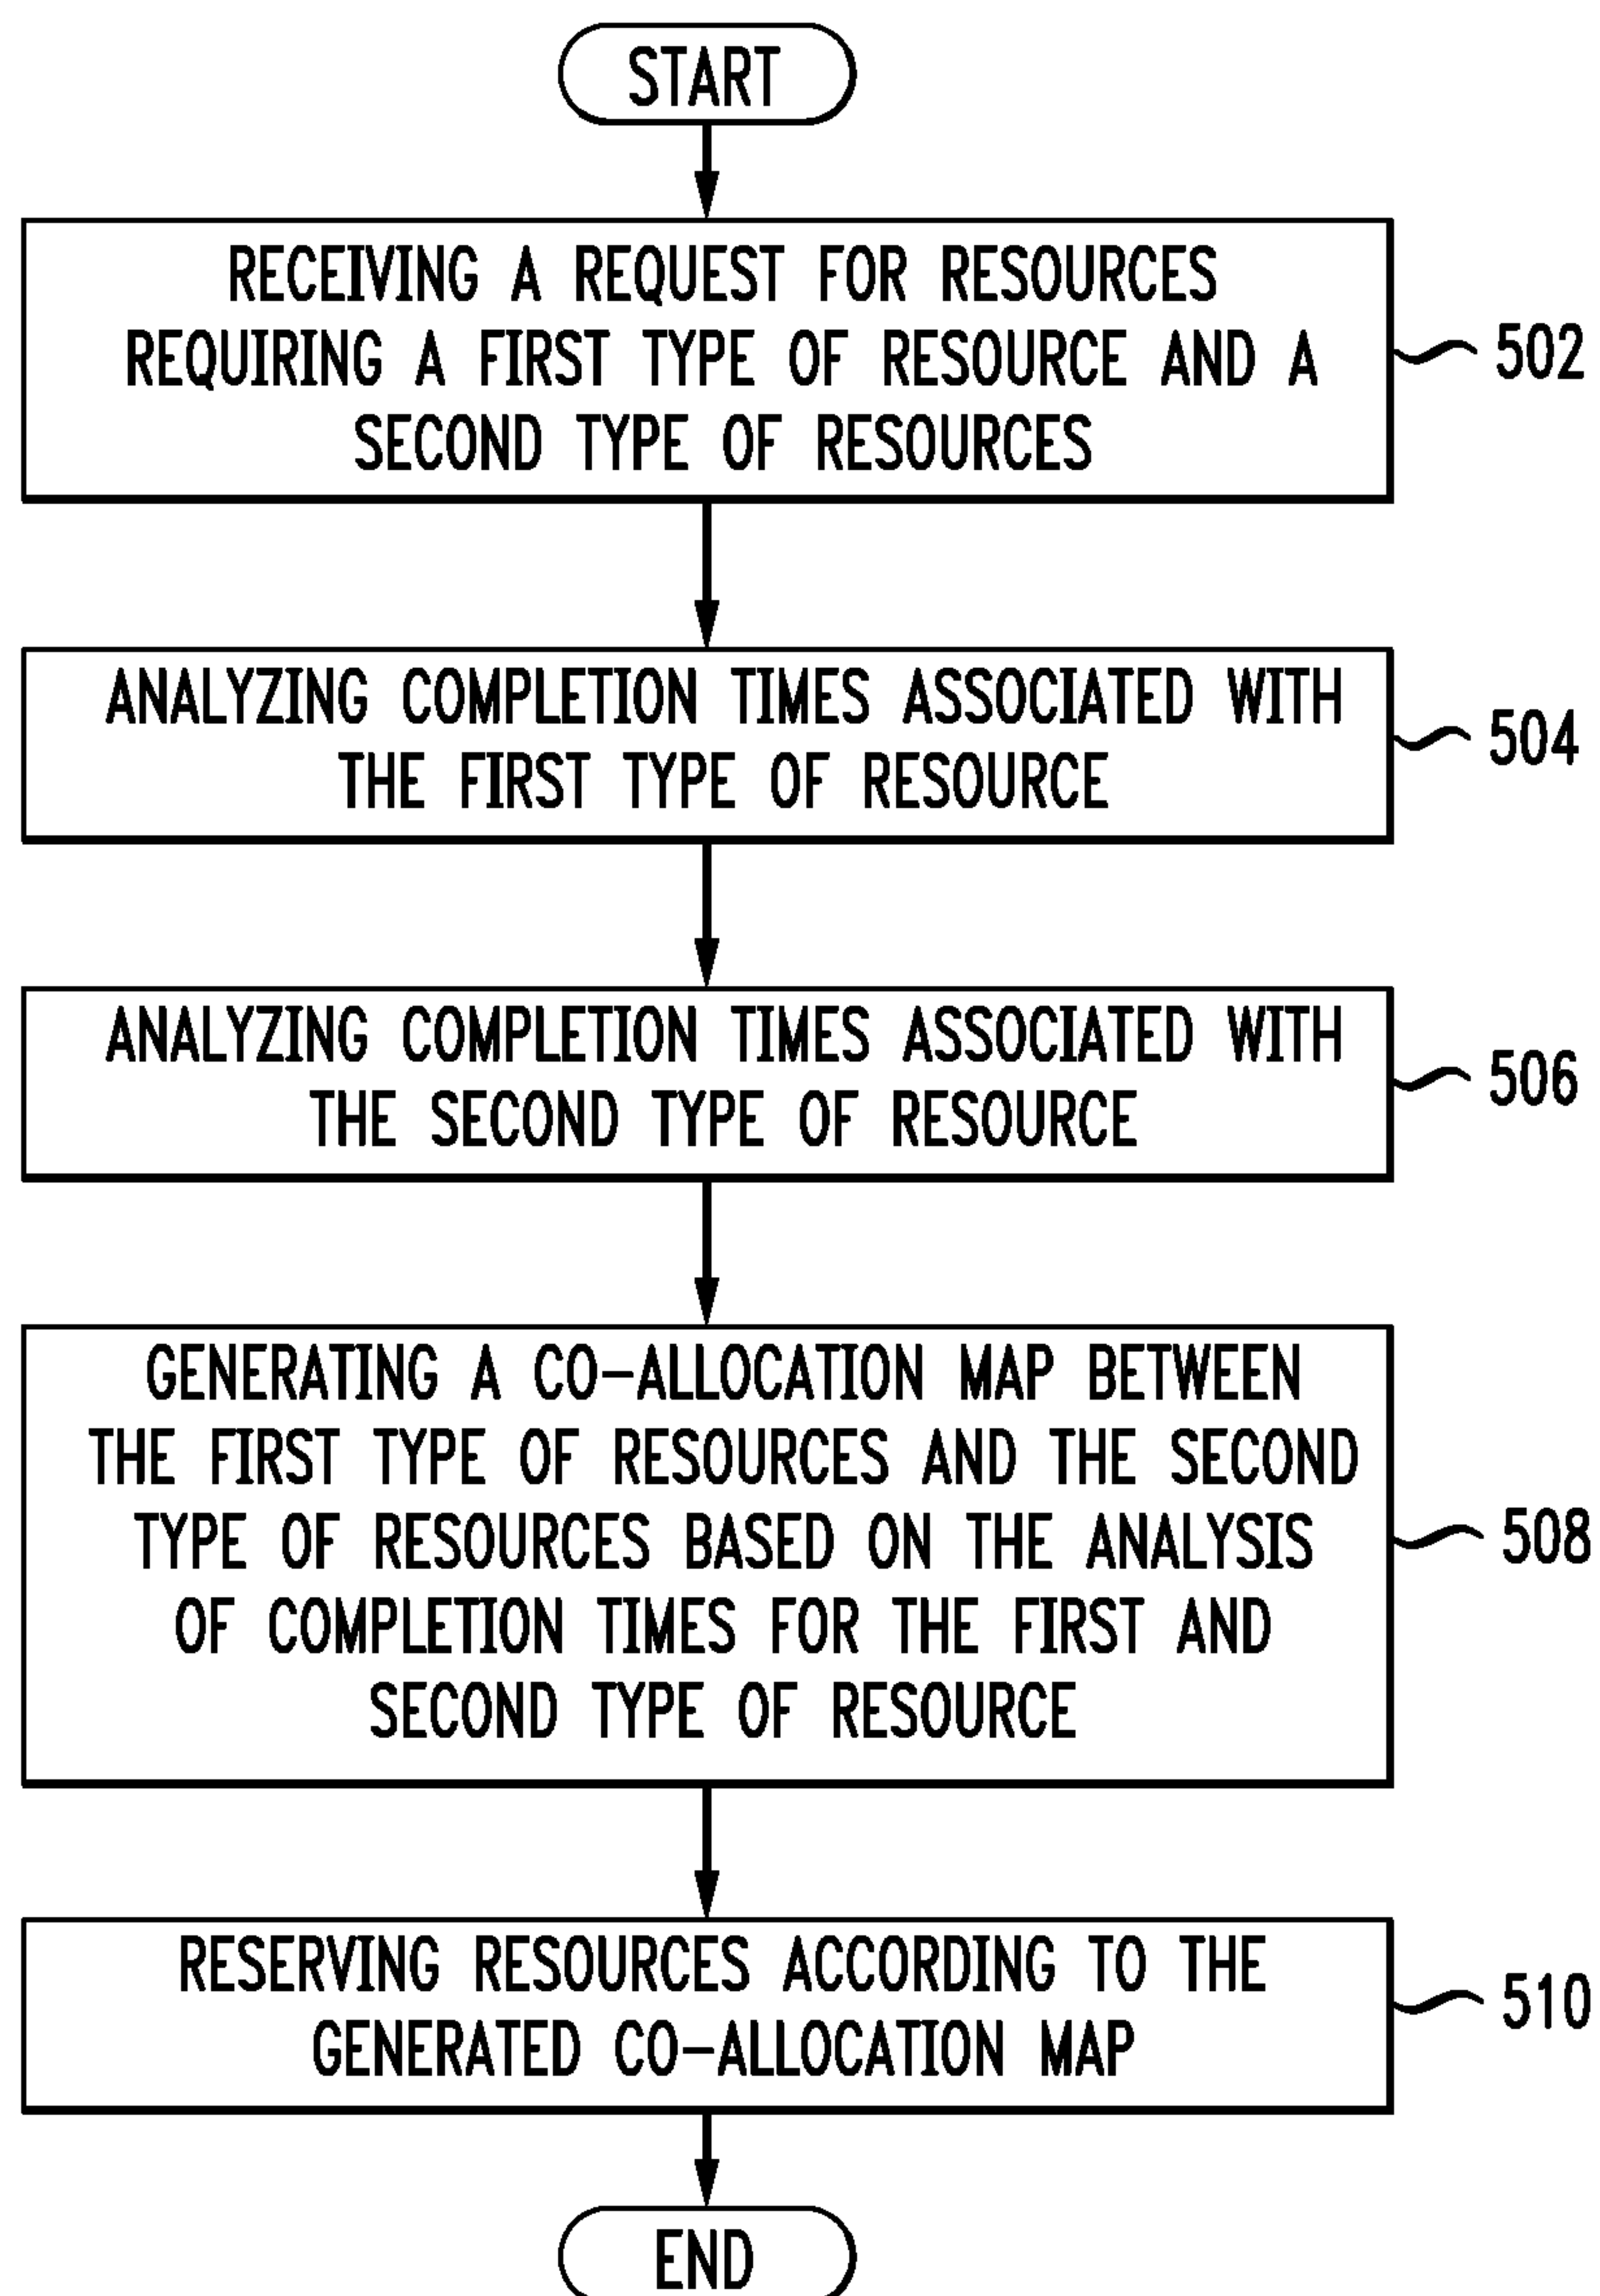 START
RECEIVING A REQUEST FOR RESOURCES
REQUIRING A FIRST TYPE OF RESOURCE AND A
SECOND TYPE OF RESOURCES
502
ANALYZING COMPLETION TIMES ASSOCIATED WITH
THE FIRST TYPE OF RESOURCE
504
ANALYZING COMPLETION TIMES ASSOCIATED WITH
THE SECOND TYPE OF RESOURCE
506
GENERATING A CO-ALLOCATION MAP BETWEEN
THE FIRST TYPE OF RESOURCES AND THE SECOND
TYPE OF RESOURCES BASED ON THE ANALYSIS
OF COMPLETION TIMES FOR THE FIRST AND
SECOND TYPE OF RESOURCE
508
RESERVING RESOURCES ACCORDING TO THE
GENERATED CO-ALLOCATION MAP
510
END